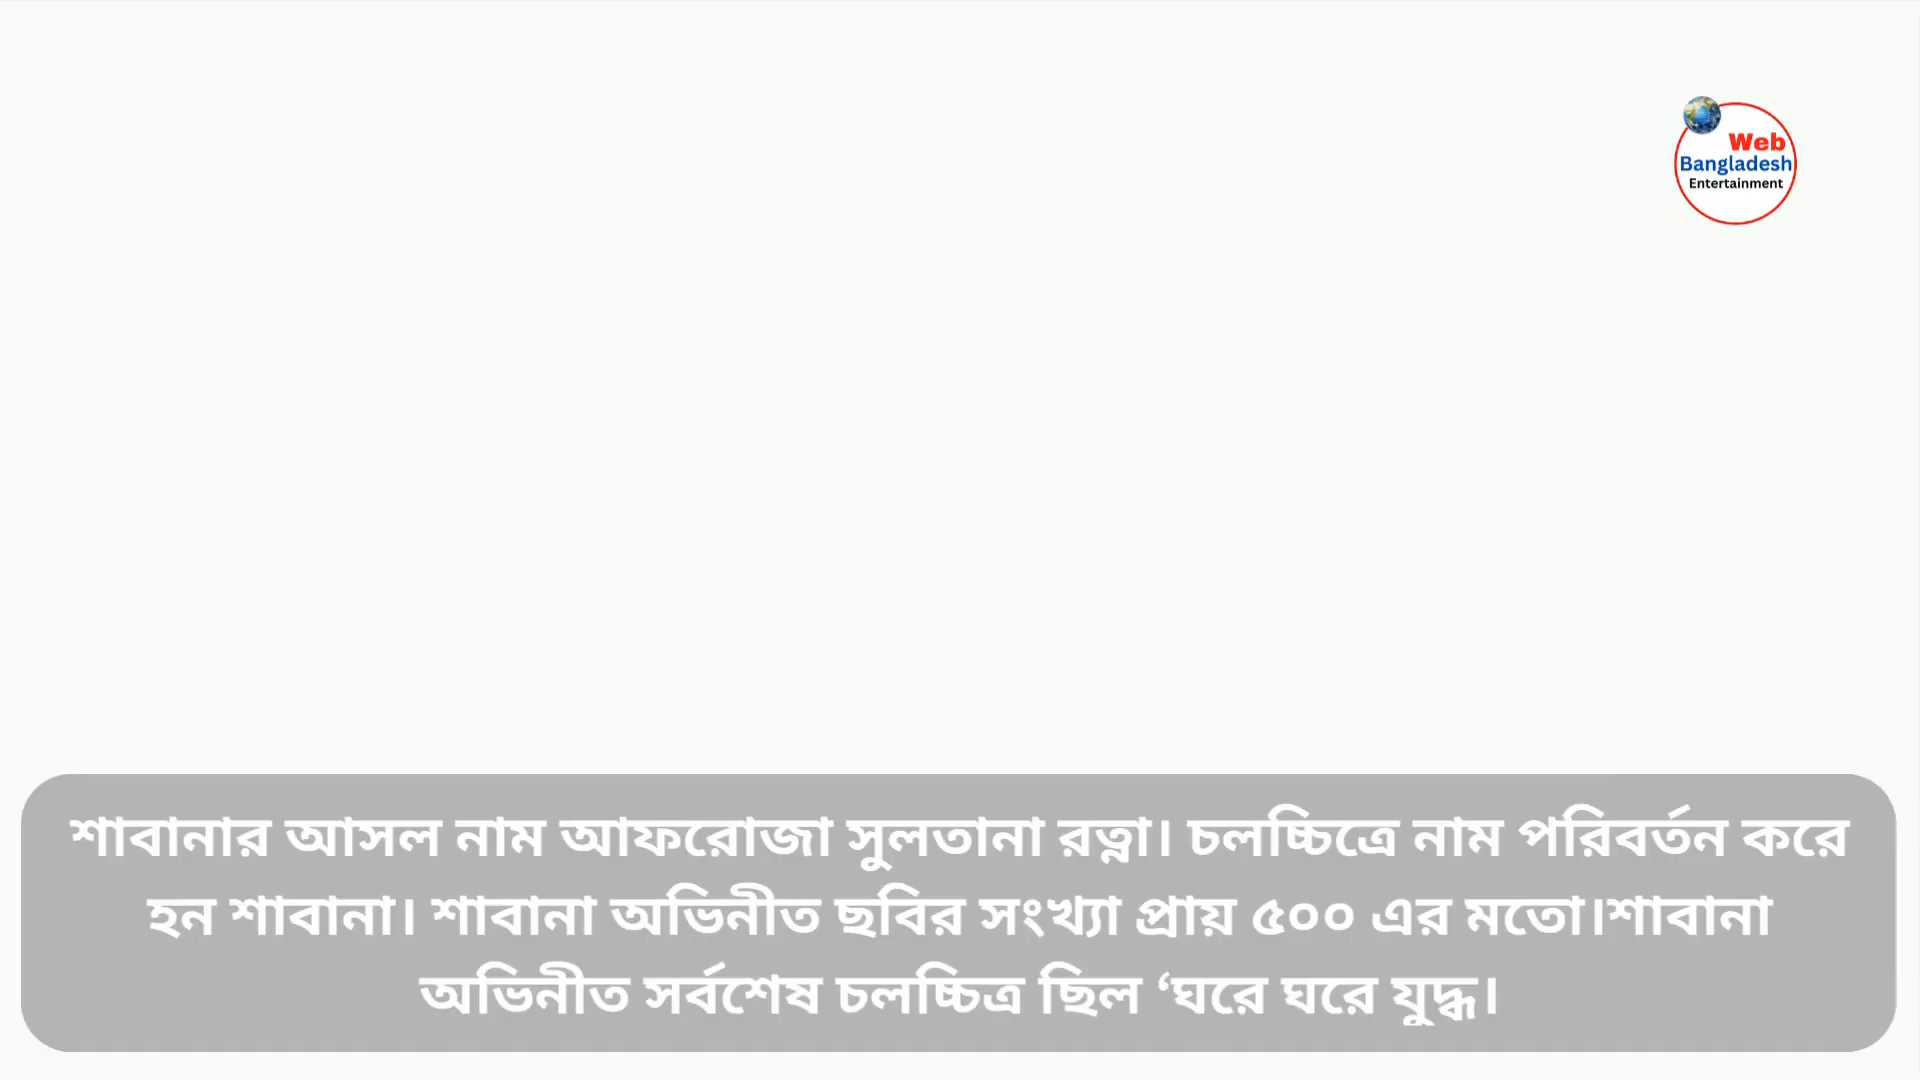 Web
Bangladesh
Entertainment
শাবানার আসল নাম আফরোজা সুলতানা রত্না। চলচ্চিত্রে নাম পরিবর্তন করে
হন শাবানা। শাবানা অভিনীত ছবির সংখ্যা প্রায় ৫০০ এর মতো।শাবানা
অভিনীত সর্বশেষ চলচ্চিত্র ছিল ‘ঘরে ঘরে যুদ্ধ।